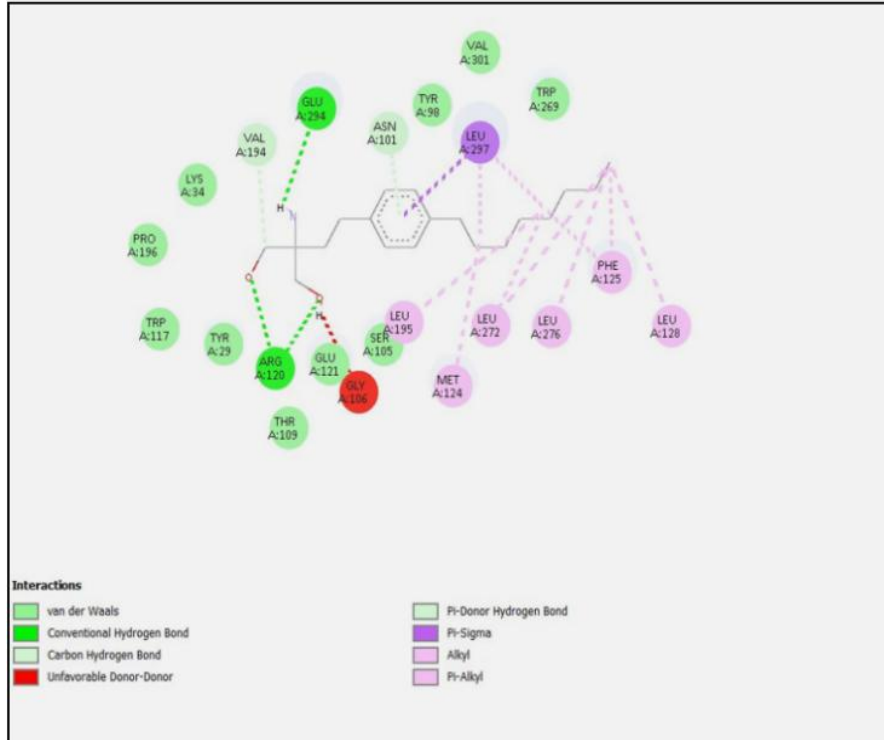 VAL
A:301
TRP
A:269
TYR
A:98
GLU
A:294
ASN
A:101
LEU
A:297
VAL
A:194
LYS
A:34
H
N
PRO
A:196
PHE
A:125
O
O
H
LEU
A:195
LEU
A:272
LEU
A:276
LEU
A:128
TRP
A:117
TYR
A:29
SER
A:105
ARG
A:120
GLU
A:121
GLY
A:106
MET
A:124
THR
A:109
Interactions
van der Waals
Conventional Hydrogen Bond
Carbon Hydrogen Bond
Unfavorable Donor-Donor
Pi-Donor Hydrogen Bond
Pi-Sigma
Alkyl
Pi-Alkyl